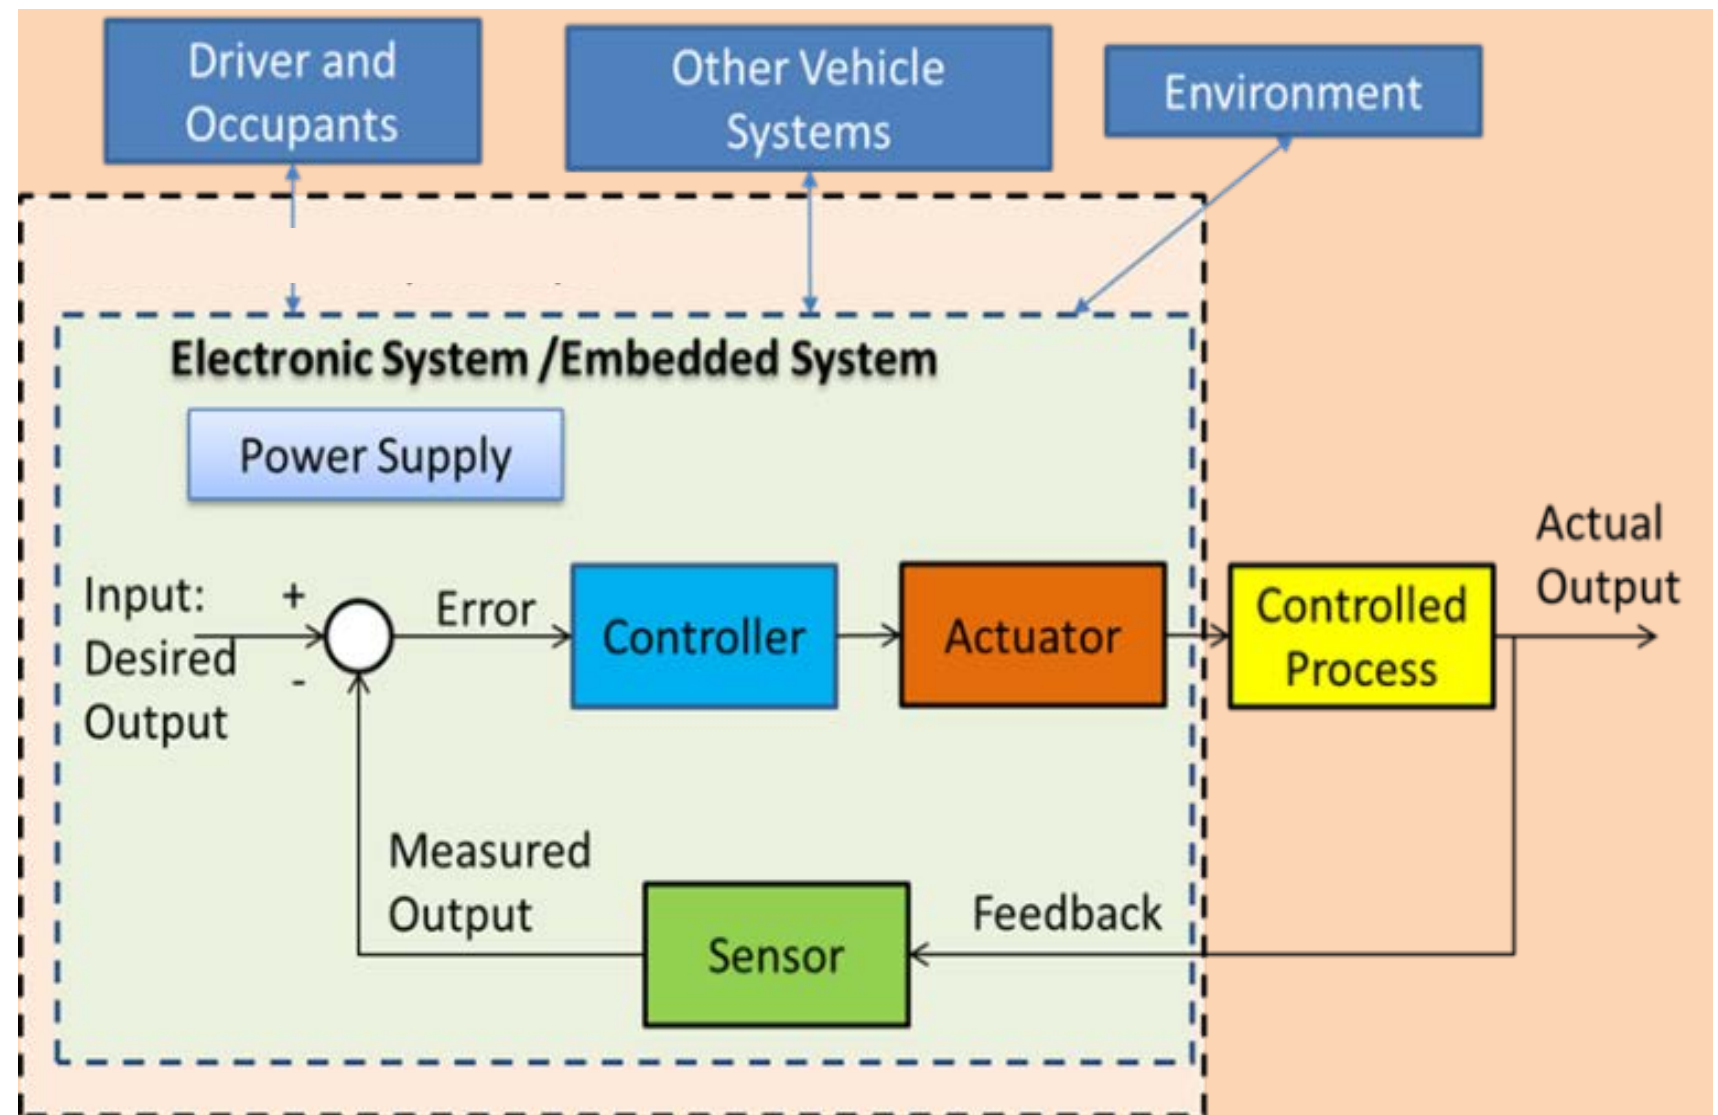 Driver and
Occupants
Other Vehicle
Systems
Environment
Electronic System /Embedded System
Power Supply
Input:
Desired
Output
+
-
Error
Controller
Actuator
Controlled
Process
Actual
Output
Measured
Output
Sensor
Feedback